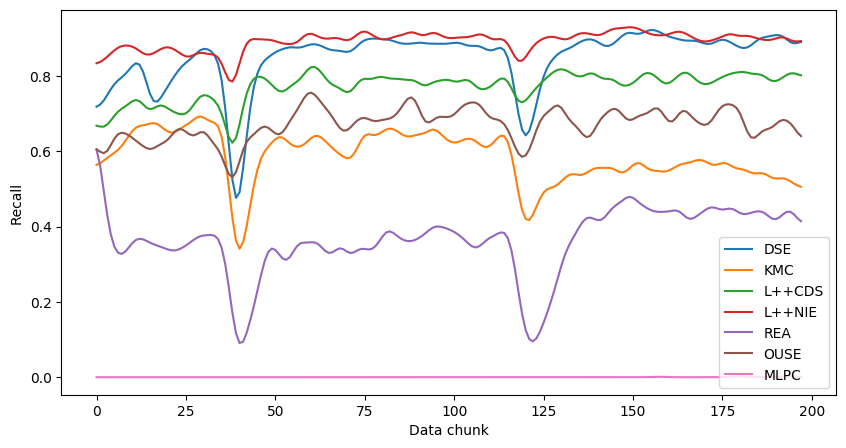 Recall
0.8
0.6
0.4
0.2
0.0
0
25
50
75
100
125
150
175
200
Data chunk
DSE
KMC
L++CDS
L++NIE
REA
OUSE
MLPC